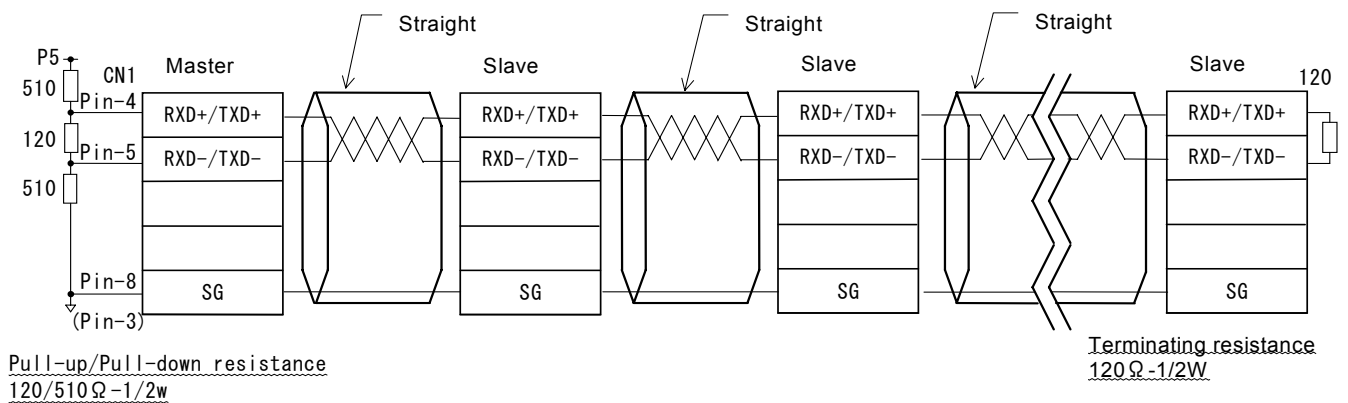 Straight
Straight
Straight
P5
510
CN1
Master
Slave
Slave
Slave
120
Pin-4
RXD+/TXD+
RXD+/TXD+
RXD+/TXD+
RXD+/TXD+
120
Pin-5
RXD-/TXD-
RXD-/TXD-
RXD-/TXD-
RXD-/TXD-
510
Pin-8
SG
SG
SG
SG
(Pin-3)
Pull-up/Pull-down resistance
120/510Ω-1/2w
Terminating resistance
120Ω-1/2W